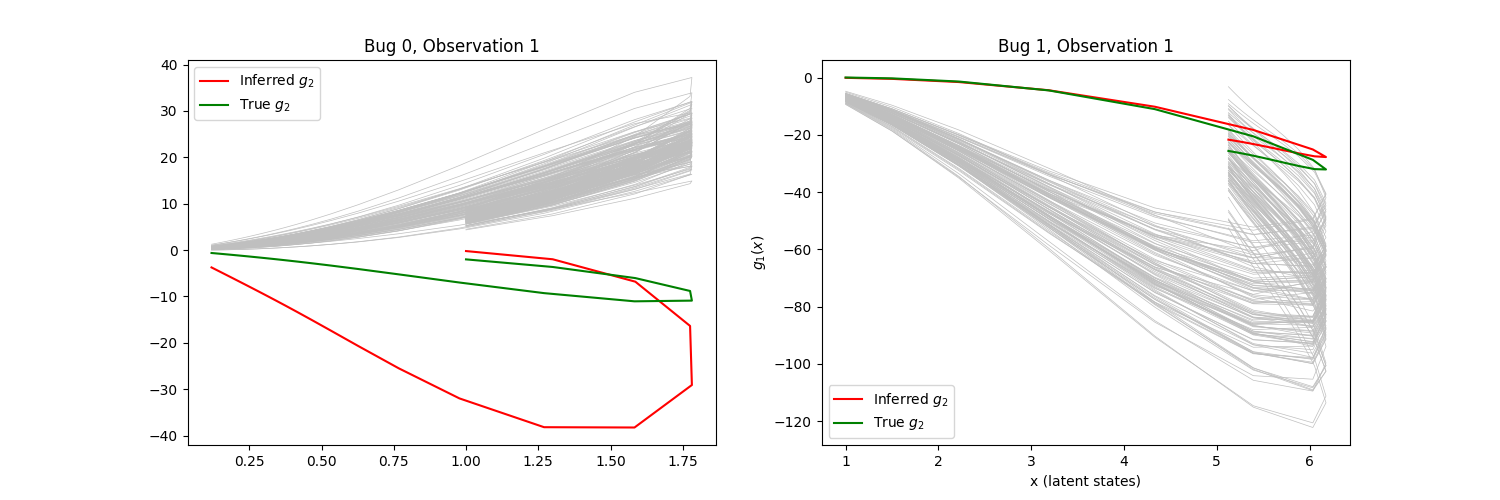 Bug 0, Observation 1
Inferred g₂
True g₂
40
30
20
10
0
−10
−20
−30
−40
0.25 0.50 0.75 1.00 1.25 1.50 1.75
Bug 1, Observation 1
g₁(x)
0
−20
−40
−60
−80
−100
−120
Inferred g₂
True g₂
1 2 3 4 5 6
x (latent states)